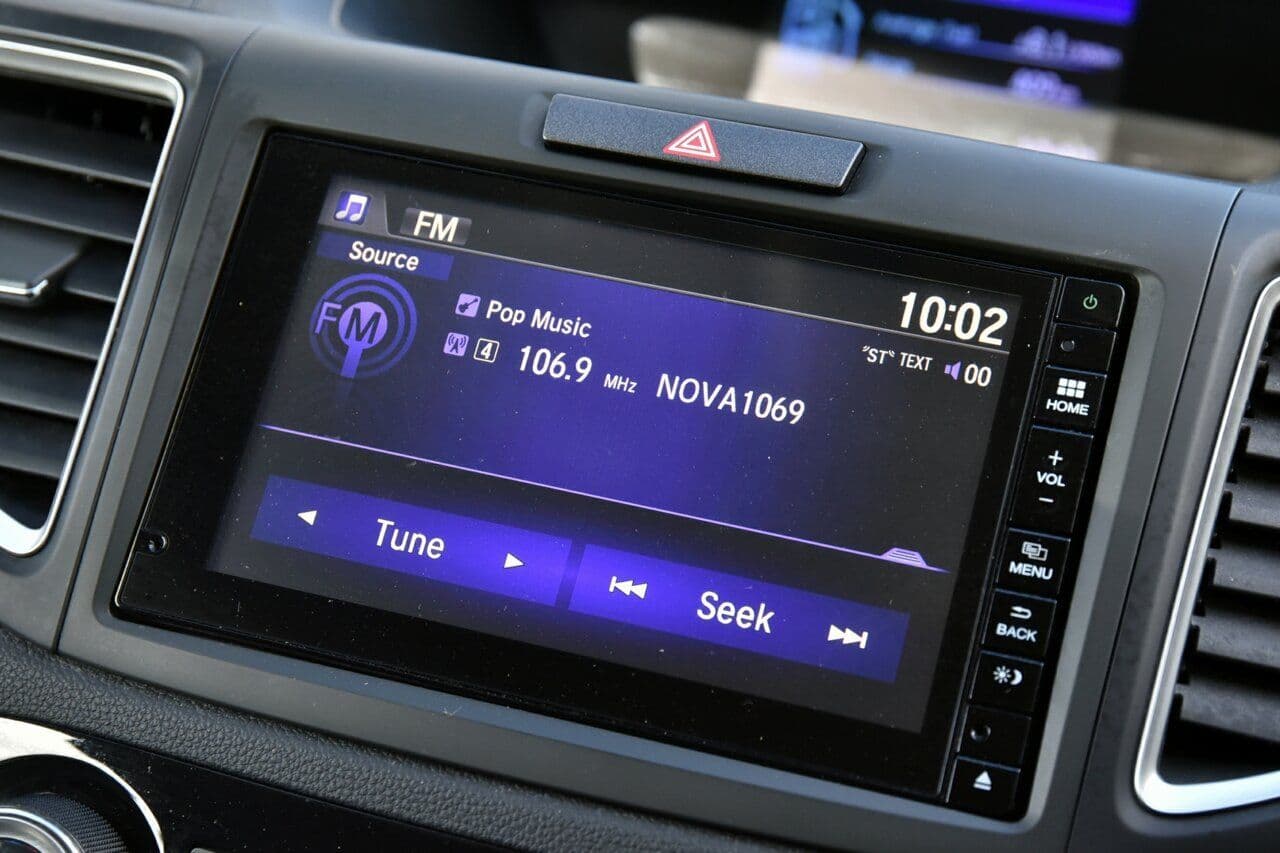 FM
Source
FM
Pop Music
10:02
"ST" TEXT 00
4 106.9 MHz NOVA1069
Tune
Seek
HOME
+
VOL
-
MENU
BACK